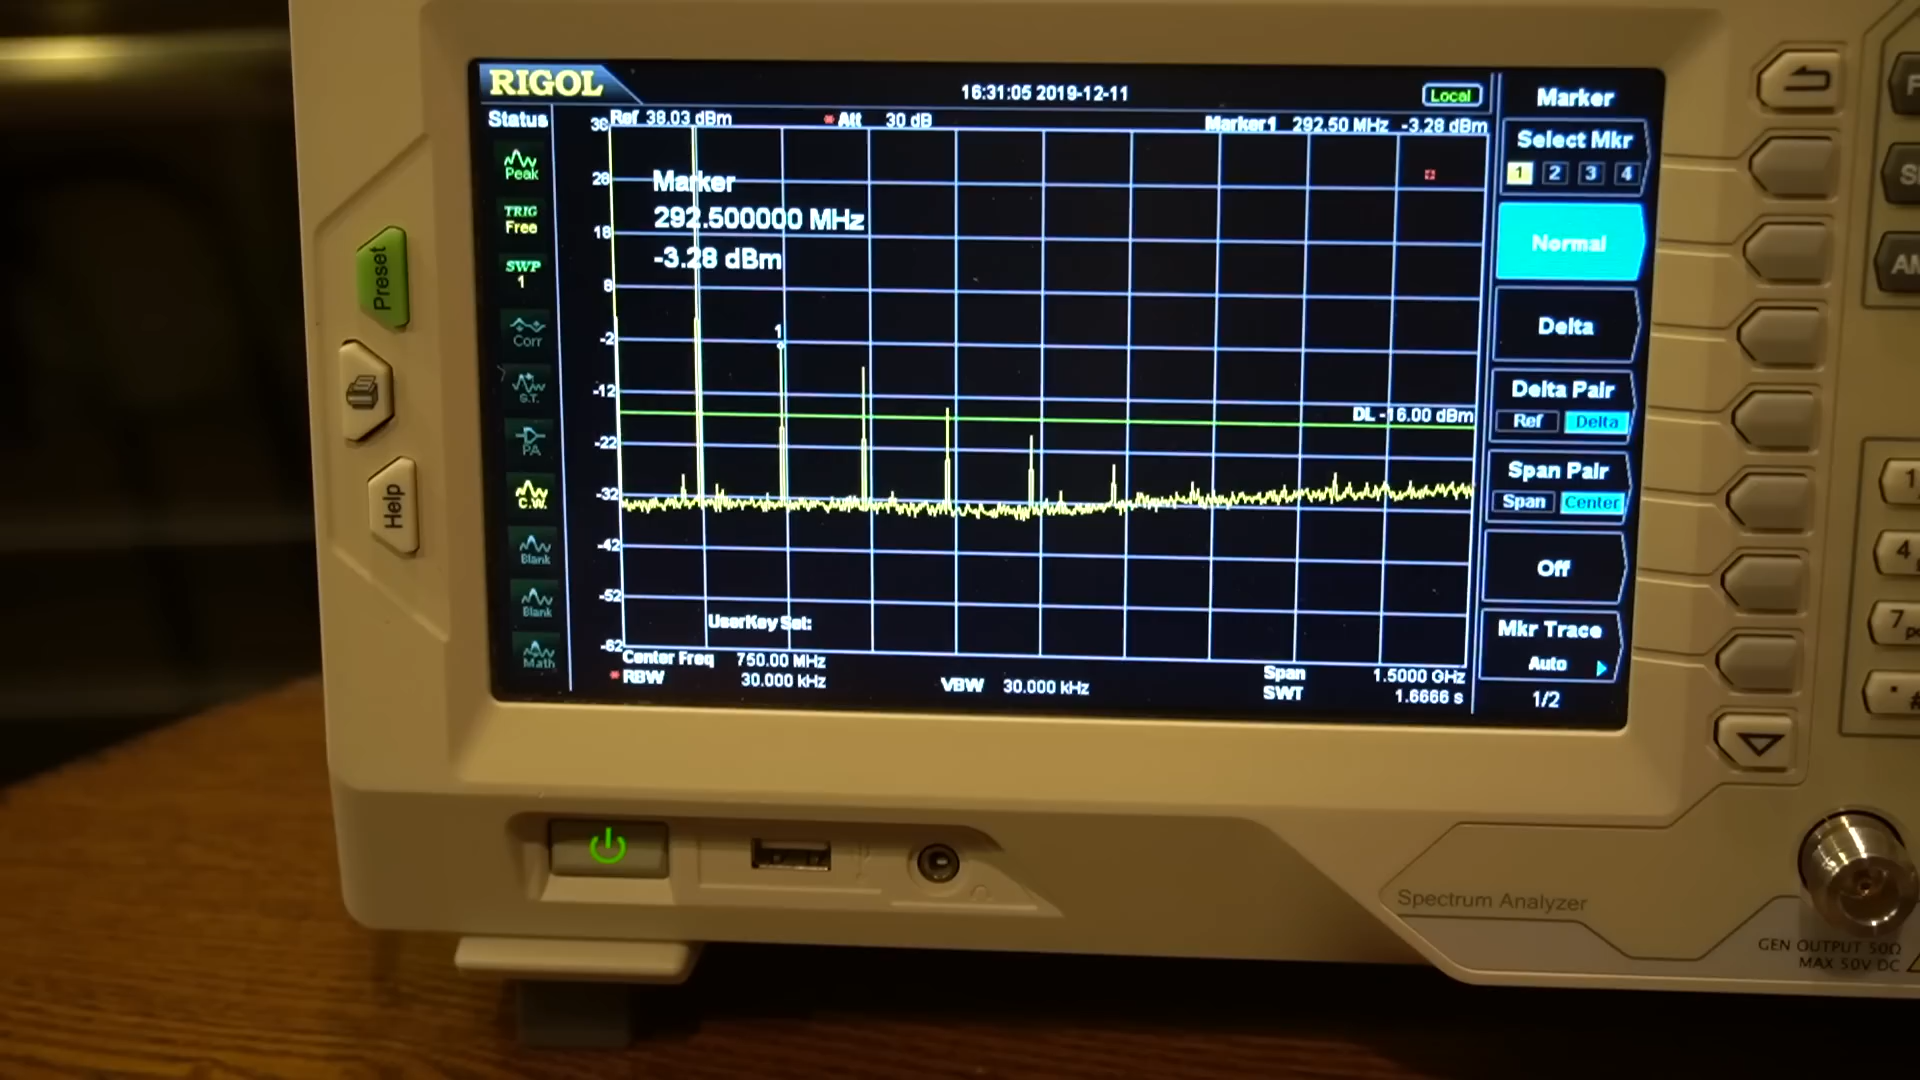 RIGOL
16:31:05 2019-12-11
Local
Status
Ref 38.03 dBm
Att 30 dB
Marker1 292.50 MHz -3.28 dBm
Peak
TRIG
Free
SWP
1
Corr
S.T.
PA
C.W.
Blank
Blank
Math
38
28
18
8
-2
-12
-22
-32
-42
-52
-62
Marker
292.500000 MHz
-3.28 dBm
1
DL -16.00 dBm
UserKey Set:
Center Freq 750.00 MHz
RBW 30.000 kHz
VBW 30.000 kHz
Span 1.5000 GHz
SWT 1.6666 s
Marker
Select Mkr
1 2 3 4
Normal
Delta
Delta Pair
Ref Delta
Span Pair
Span Center
Off
Mkr Trace
Auto
1/2
Preset
Help
1
4
7
Spectrum Analyzer
GEN OUTPUT 50Ω
MAX 50V DC